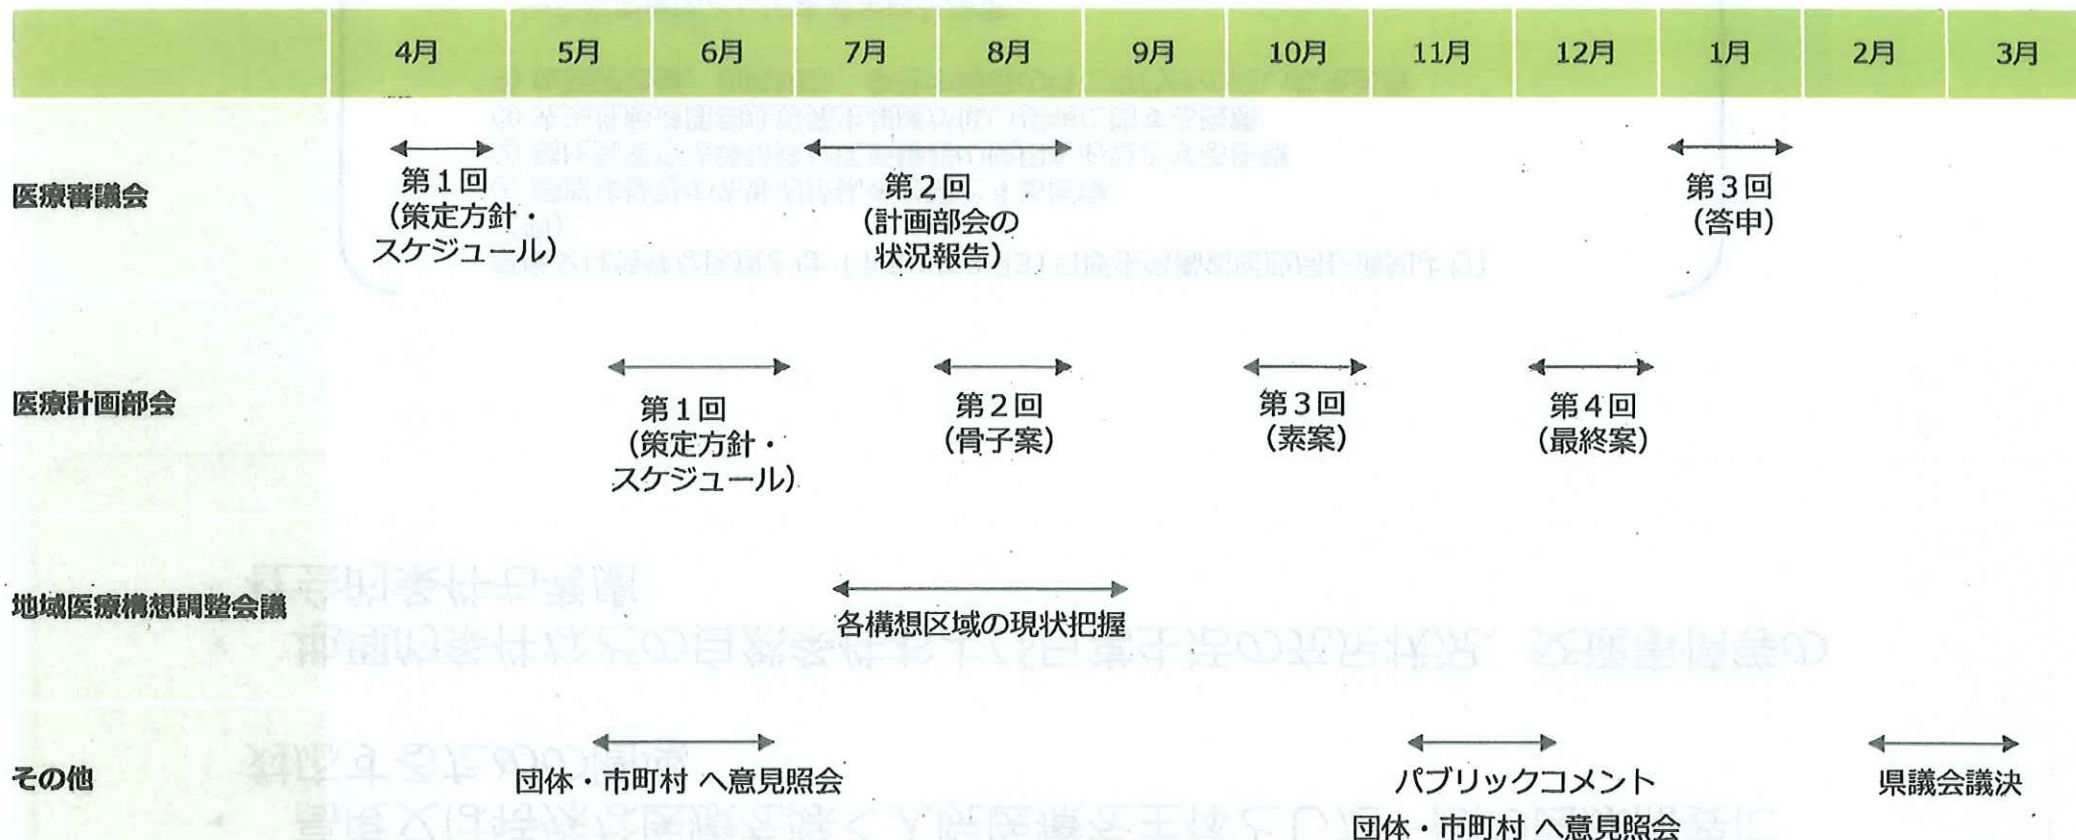 4月 5月 6月 7月 8月 9月 10月 11月 12月 1月 2月 3月
医療審議会
第1回
(策定方針・
スケジュール)
第2回
(計画部会の
状況報告)
第3回
(答申)
医療計画部会
第1回
(策定方針・
スケジュール)
第2回
(骨子案)
第3回
(素案)
第4回
(最終案)
地域医療構想調整会議
各構想区域の現状把握
その他
団体・市町村 へ意見照会
パブリックコメント
団体・市町村 へ意見照会
県議会議決